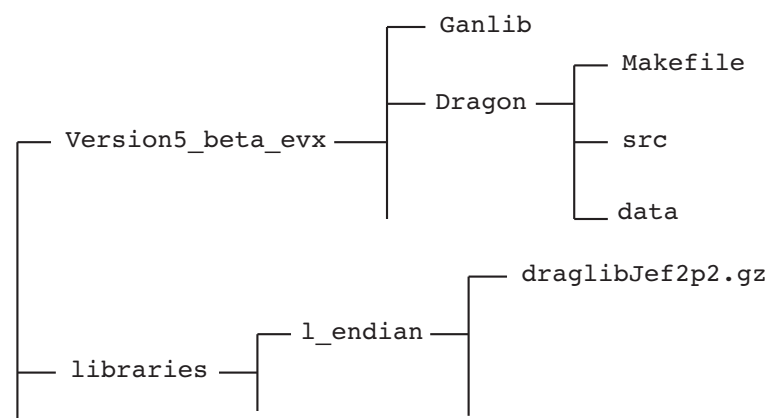 Ganlib
Makefile
Dragon
Version5_beta_evx
src
data
draglibJef2p2.gz
l_endian
libraries